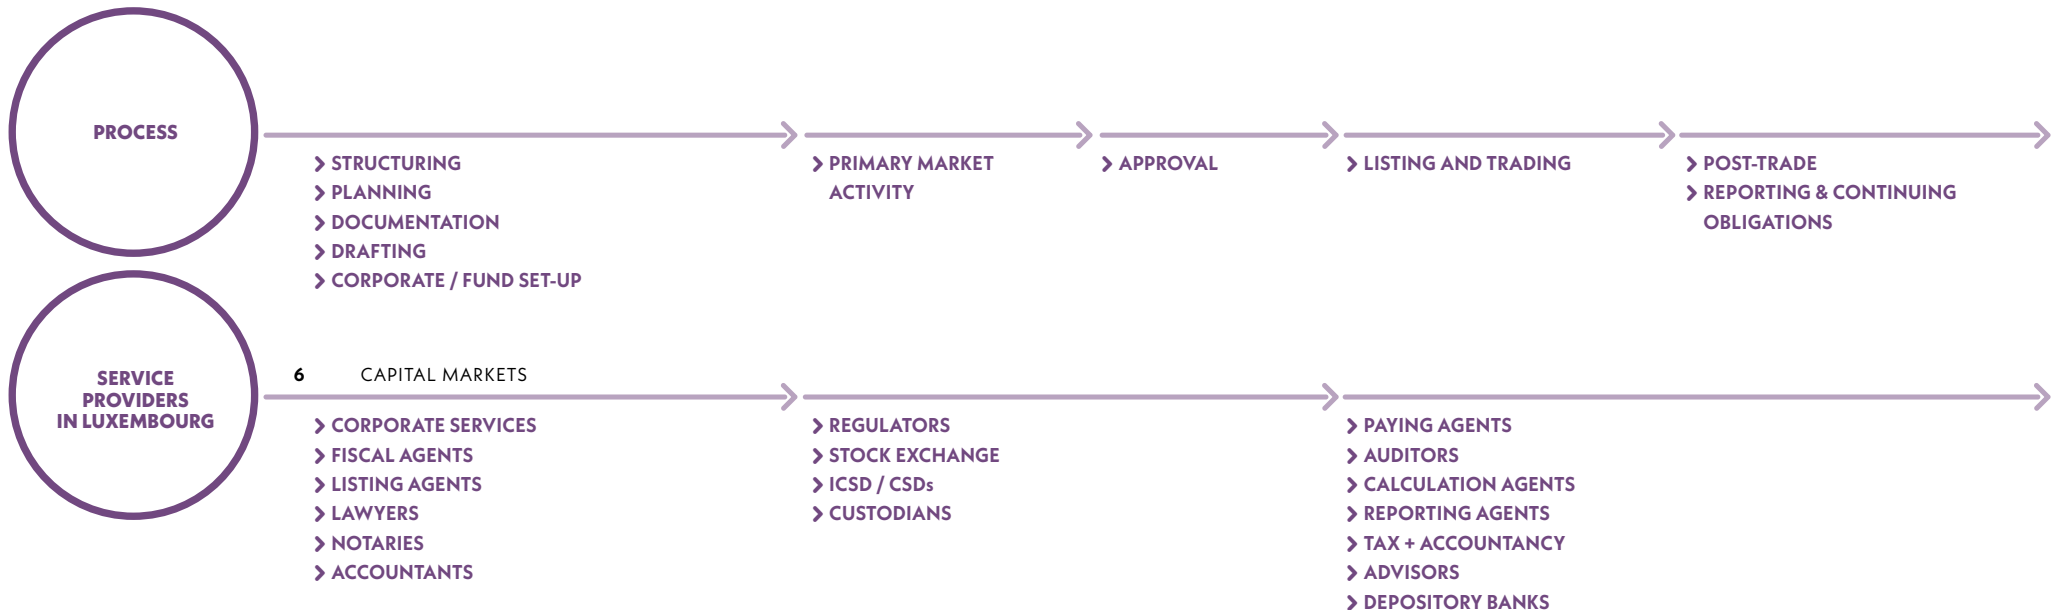 PROCESS
STRUCTURING
PLANNING
DOCUMENTATION
DRAFTING
CORPORATE / FUND SET-UP
PRIMARY MARKET
ACTIVITY
APPROVAL
LISTING AND TRADING
POST-TRADE
REPORTING & CONTINUING
OBLIGATIONS
SERVICE
PROVIDERS
IN LUXEMBOURG
6 CAPITAL MARKETS
CORPORATE SERVICES
FISCAL AGENTS
LISTING AGENTS
LAWYERS
NOTARIES
ACCOUNTANTS
REGULATORS
STOCK EXCHANGE
ICSD / CSDs
CUSTODIANS
PAYING AGENTS
AUDITORS
CALCULATION AGENTS
REPORTING AGENTS
TAX + ACCOUNTANCY
ADVISORS
DEPOSITORY BANKS